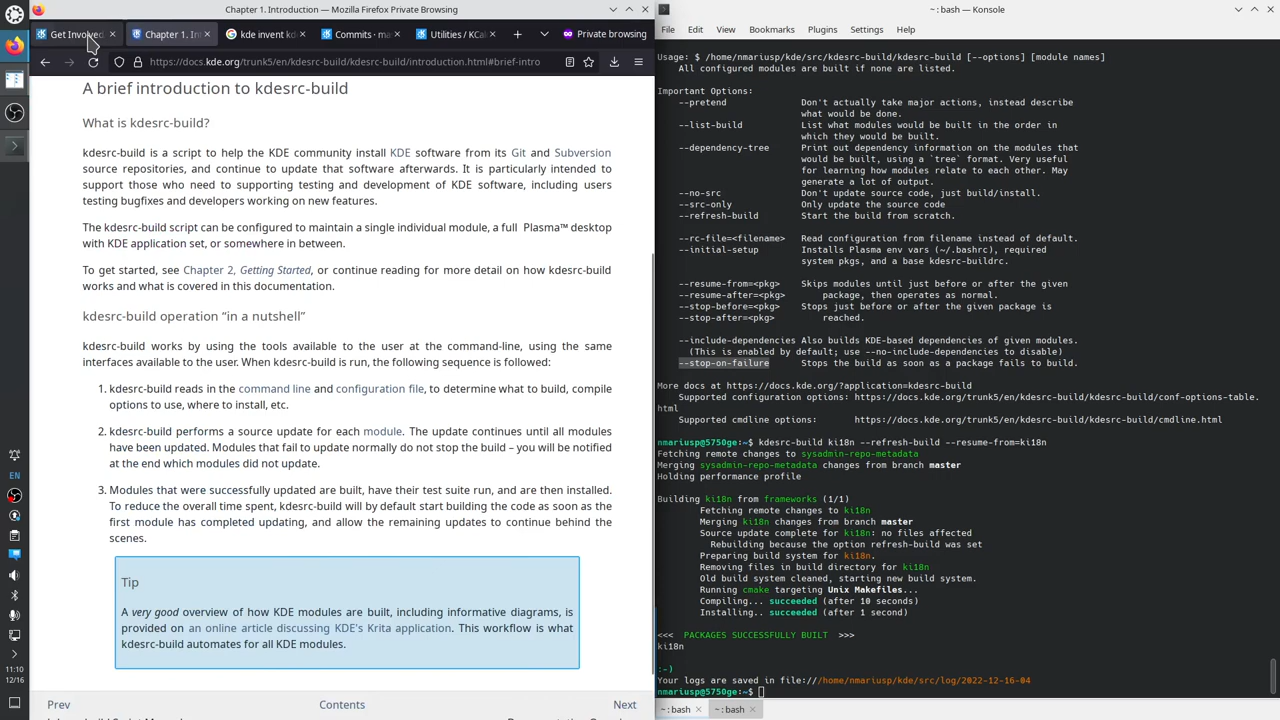 Chapter 1. Introduction — Mozilla Firefox Private Browsing
Get Involved
Chapter 1. In
kde invent kd
Commits · ma
Utilities / KCal
Private browsing
https://docs.kde.org/trunk5/en/kdesrc-build/kdesrc-build/introduction.html#brief-intro
A brief introduction to kdesrc-build
What is kdesrc-build?
kdesrc-build is a script to help the KDE community install KDE software from its Git and Subversion
source repositories, and continue to update that software afterwards. It is particularly intended to
support those who need to supporting testing and development of KDE software, including users
testing bugfixes and developers working on new features.
The kdesrc-build script can be configured to maintain a single individual module, a full Plasma™ desktop
with KDE application set, or somewhere in between.
To get started, see Chapter 2, Getting Started, or continue reading for more detail on how kdesrc-build
works and what is covered in this documentation.
kdesrc-build operation “in a nutshell”
kdesrc-build works by using the tools available to the user at the command-line, using the same
interfaces available to the user. When kdesrc-build is run, the following sequence is followed:
1. kdesrc-build reads in the command line and configuration file, to determine what to build, compile
options to use, where to install, etc.
2. kdesrc-build performs a source update for each module. The update continues until all modules
have been updated. Modules that fail to update normally do not stop the build – you will be notified
at the end which modules did not update.
3. Modules that were successfully updated are built, have their test suite run, and are then installed.
To reduce the overall time spent, kdesrc-build will by default start building the code as soon as the
first module has completed updating, and allow the remaining updates to continue behind the
scenes.
Tip
A very good overview of how KDE modules are built, including informative diagrams, is
provided on an online article discussing KDE's Krita application. This workflow is what
kdesrc-build automates for all KDE modules.
Prev
Contents
Next
EN
11:10
12/16
~ : bash — Konsole
File
Edit
View
Bookmarks
Plugins
Settings
Help
Usage: $ /home/nmariusp/kde/src/kdesrc-build/kdesrc-build [--options] [module names]
All configured modules are built if none are listed.
Important Options:
--pretend Don't actually take major actions, instead describe
what would be done.
--list-build List what modules would be built in the order in
which they would be built.
--dependency-tree Print out dependency information on the modules that
would be built, using a `tree` format. Very useful
for learning how modules relate to each other. May
generate a lot of output.
--no-src Don't update source code, just build/install.
--src-only Only update the source code
--refresh-build Start the build from scratch.
--rc-file=<filename> Read configuration from filename instead of default.
--initial-setup Installs Plasma env vars (~/.bashrc), required
system pkgs, and a base kdesrc-buildrc.
--resume-from=<pkg> Skips modules until just before or after the given
--resume-after=<pkg> package, then operates as normal.
--stop-before=<pkg> Stops just before or after the given package is
--stop-after=<pkg> reached.
--include-dependencies Also builds KDE-based dependencies of given modules.
(This is enabled by default; use --no-include-dependencies to disable)
--stop-on-failure Stops the build as soon as a package fails to build.
More docs at https://docs.kde.org/?application=kdesrc-build
Supported configuration options: https://docs.kde.org/trunk5/en/kdesrc-build/kdesrc-build/conf-options-table.
html
Supported cmdline options: https://docs.kde.org/trunk5/en/kdesrc-build/kdesrc-build/cmdline.html
nmariusp@5750ge:~$ kdesrc-build ki18n --refresh-build --resume-from=ki18n
Fetching remote changes to sysadmin-repo-metadata
Merging sysadmin-repo-metadata changes from branch master
Holding performance profile
Building ki18n from frameworks (1/1)
Fetching remote changes to ki18n
Merging ki18n changes from branch master
Source update complete for ki18n: no files affected
Rebuilding because the option refresh-build was set
Preparing build system for ki18n.
Removing files in build directory for ki18n
Old build system cleaned, starting new build system.
Running cmake targeting Unix Makefiles...
Compiling... succeeded (after 10 seconds)
Installing.. succeeded (after 1 second)
<<< PACKAGES SUCCESSFULLY BUILT >>>
ki18n
:-)
Your logs are saved in file://home/nmariusp/kde/src/log/2022-12-16-04
nmariusp@5750ge:~$
~ : bash
~ : bash